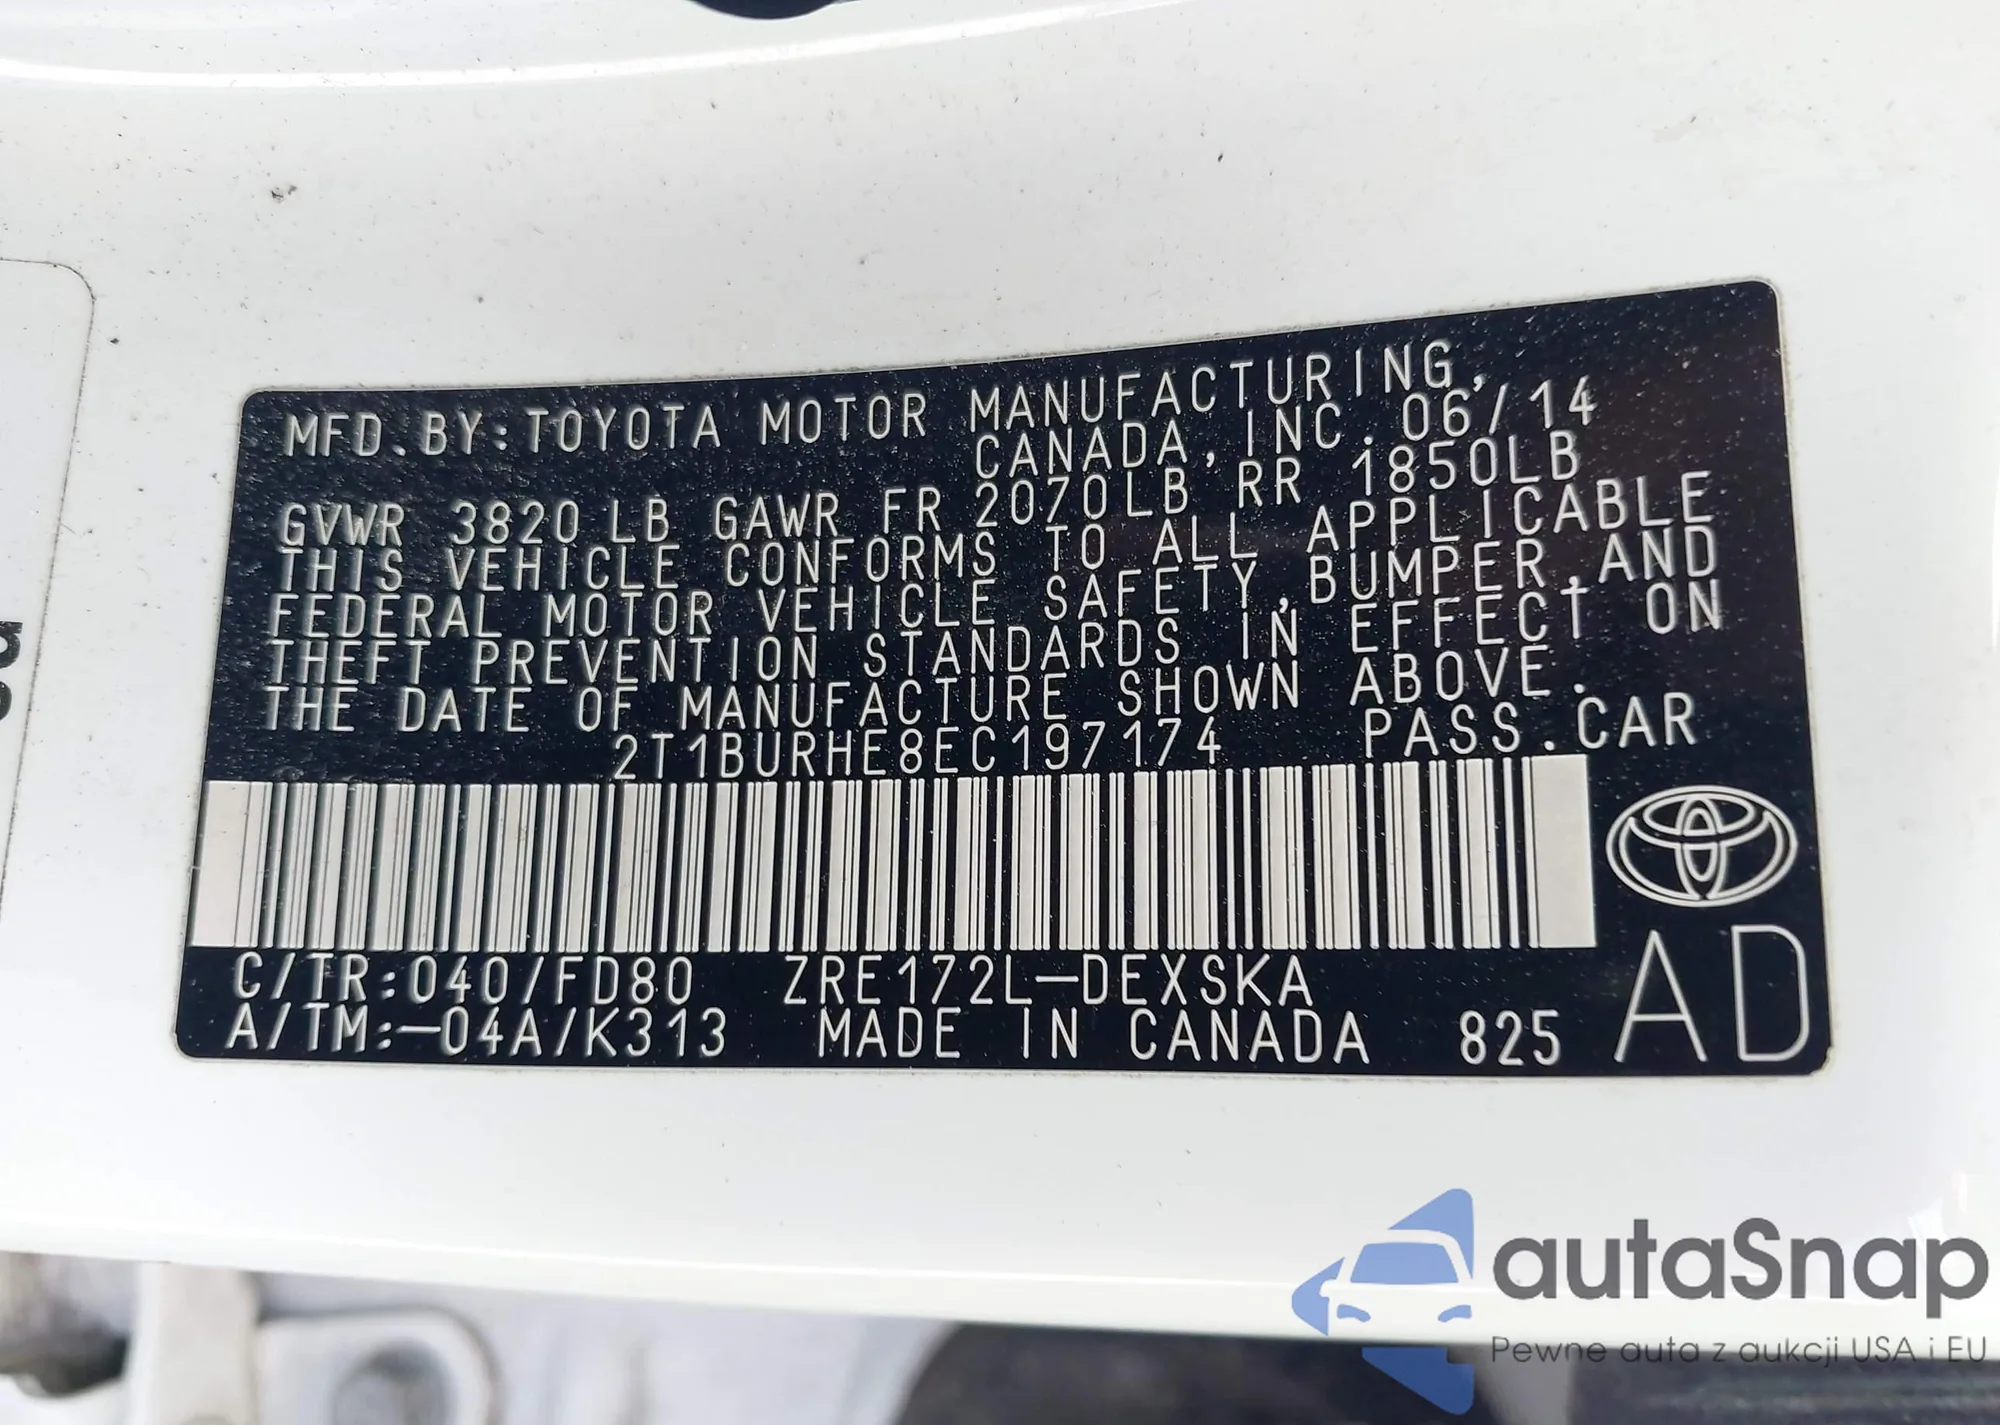 MFD.BY:TOYOTA MOTOR MANUFACTURING,
CANADA,INC. 06/14
GVWR 3820 LB GAWR FR 2070LB RR 1850LB
THIS VEHICLE CONFORMS TO ALL APPLICABLE
FEDERAL MOTOR VEHICLE SAFETY,BUMPER,AND
THEFT PREVENTION STANDARDS IN EFFECT ON
THE DATE OF MANUFACTURE SHOWN ABOVE.
2T1BURHE8EC197174 PASS.CAR
C/TR:040/FD80 ZRE172L-DEXSKA
A/TM:-04A/K313 MADE IN CANADA 825 AD
autaSnap
Pewne auta z aukcji USA i EU